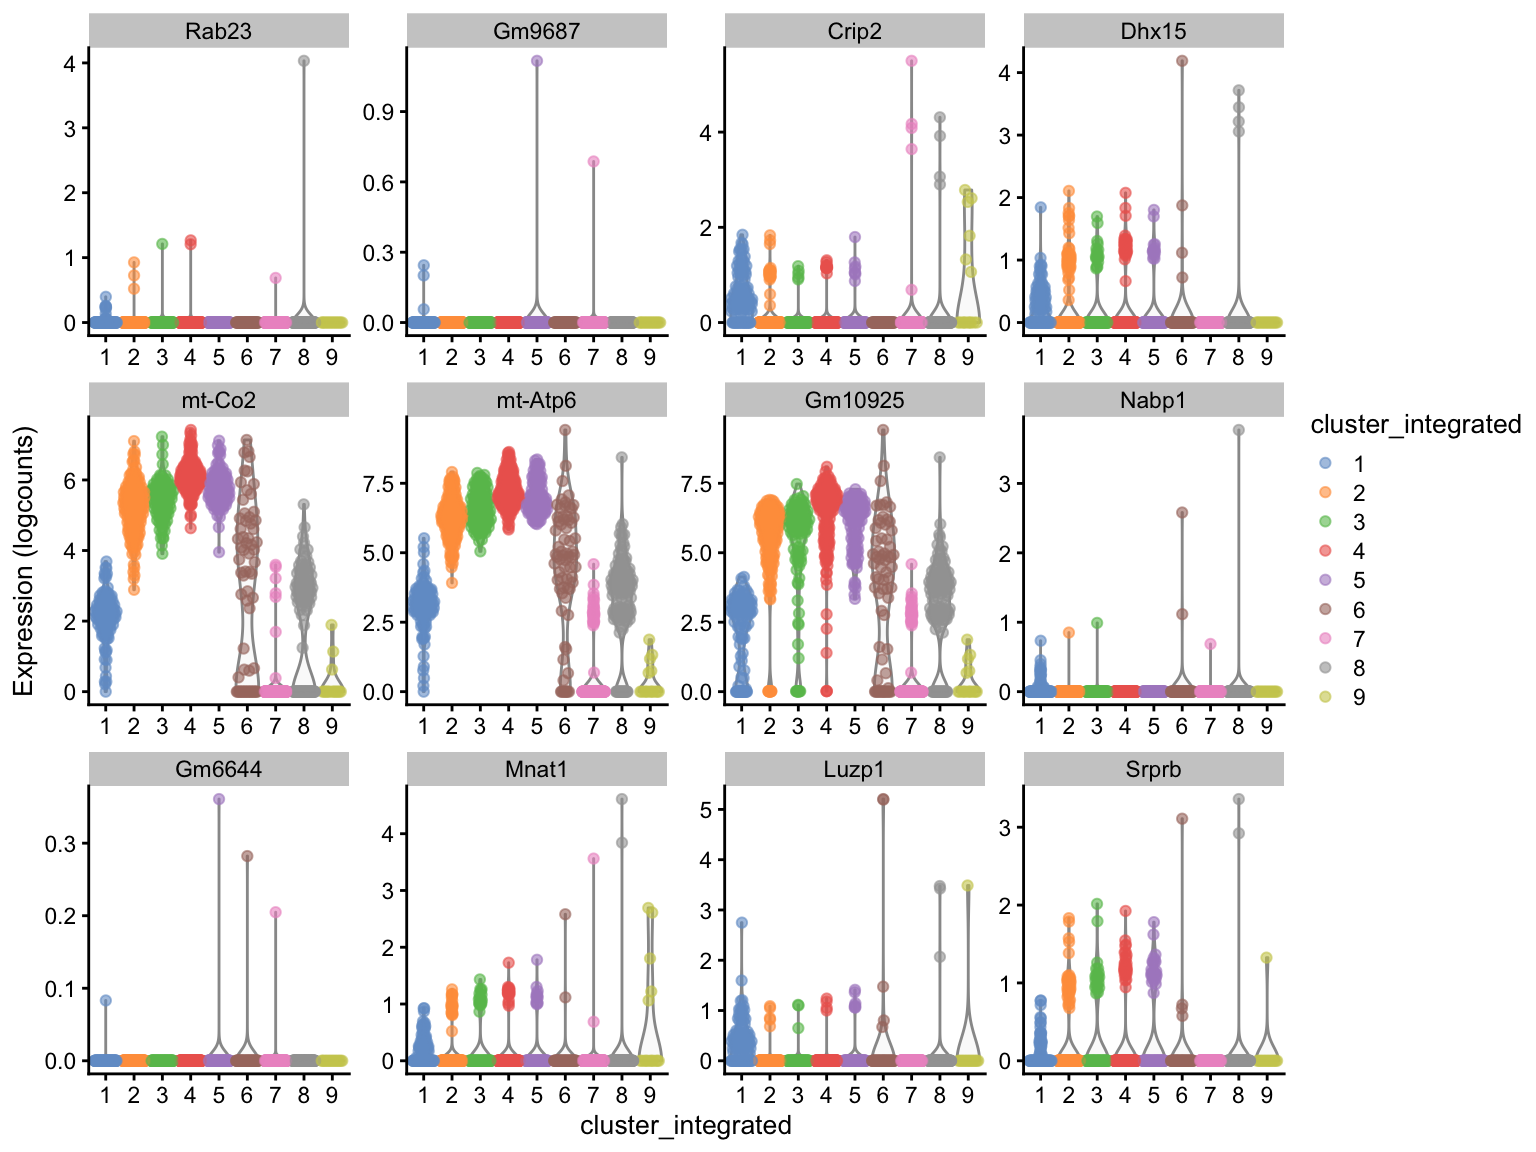 Rab23 Gm9687 Crip2 Dhx15
4 3 2 1 0
0.9 0.6 0.3 0.0
4 2 0
4 3 2 1 0
1 2 3 4 5 6 7 8 9 1 2 3 4 5 6 7 8 9 1 2 3 4 5 6 7 8 9 1 2 3 4 5 6 7 8 9
mt-Co2 mt-Atp6 Gm10925 Nabp1
Expression (logcounts)
6 4 2 0
7.5 5.0 2.5 0.0
7.5 5.0 2.5 0.0
3 2 1 0
1 2 3 4 5 6 7 8 9 1 2 3 4 5 6 7 8 9 1 2 3 4 5 6 7 8 9 1 2 3 4 5 6 7 8 9
Gm6644 Mnat1 Luzp1 Srprb
0.3 0.2 0.1 0.0
4 3 2 1 0
5 4 3 2 1 0
3 2 1 0
1 2 3 4 5 6 7 8 9 1 2 3 4 5 6 7 8 9 1 2 3 4 5 6 7 8 9 1 2 3 4 5 6 7 8 9
cluster_integrated
cluster_integrated
1
2
3
4
5
6
7
8
9